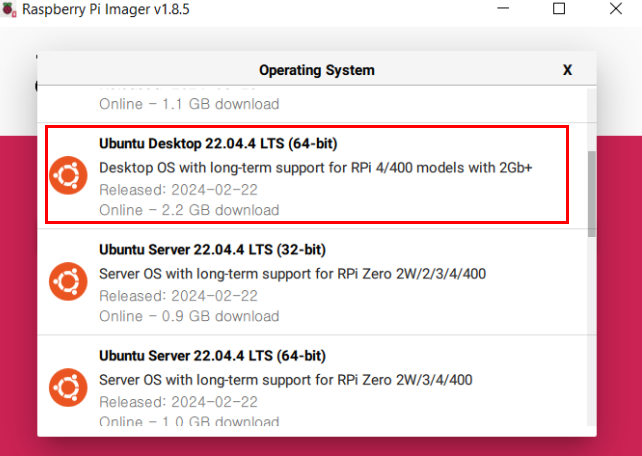 Raspberry Pi Imager v1.8.5
Operating System
X
Online - 1.1 GB download
Ubuntu Desktop 22.04.4 LTS (64-bit)
Desktop OS with long-term support for RPi 4/400 models with 2Gb+
Released: 2024-02-22
Online - 2.2 GB download
Ubuntu Server 22.04.4 LTS (32-bit)
Server OS with long-term support for RPi Zero 2W/2/3/4/400
Released: 2024-02-22
Online - 0.9 GB download
Ubuntu Server 22.04.4 LTS (64-bit)
Server OS with long-term support for RPi Zero 2W/3/4/400
Released: 2024-02-22
Online - 1.0 GB download